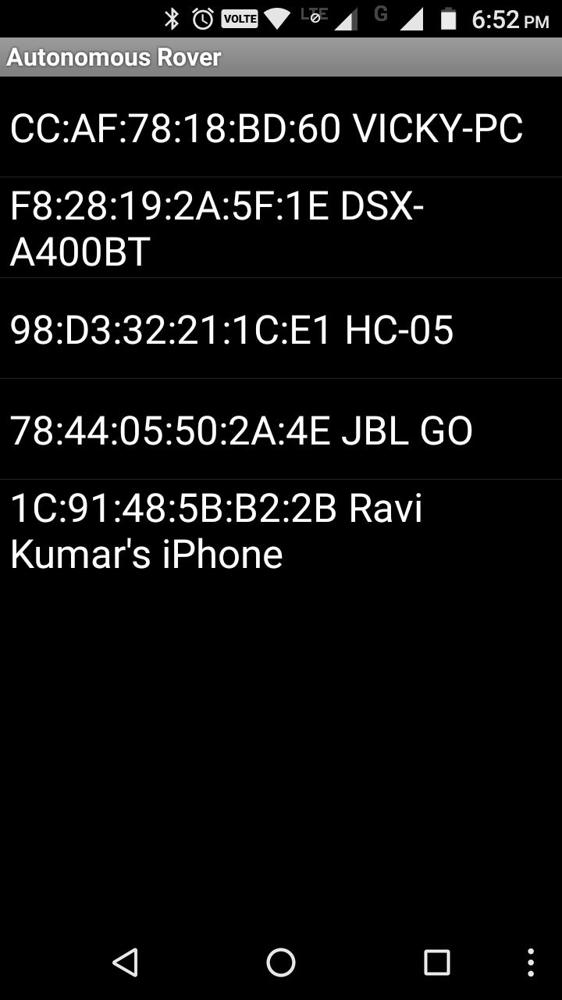 VOLTE LTE G 6:52 PM
Autonomous Rover
CC:AF:78:18:BD:60 VICKY-PC
F8:28:19:2A:5F:1E DSX-
A400BT
98:D3:32:21:1C:E1 HC-05
78:44:05:50:2A:4E JBL GO
1C:91:48:5B:B2:2B Ravi
Kumar's iPhone